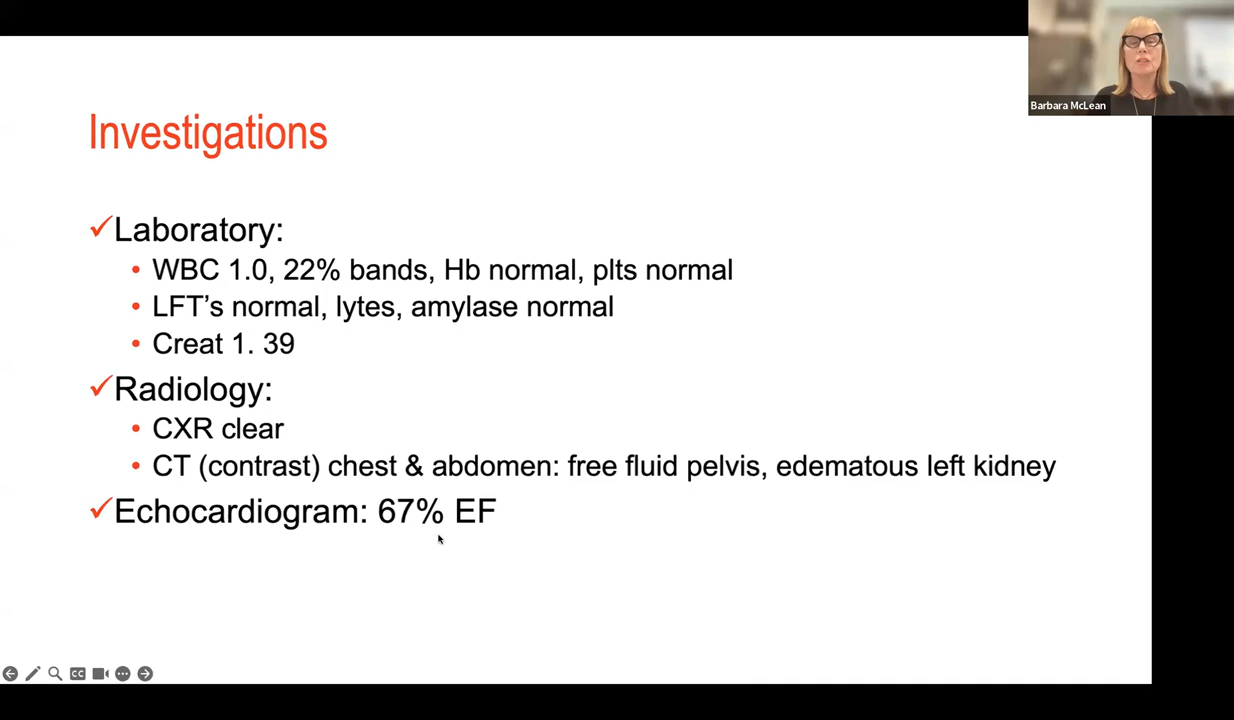 Barbara McLean
Investigations
Laboratory:
WBC 1.0, 22% bands, Hb normal, plts normal
LFT’s normal, lytes, amylase normal
Creat 1. 39
Radiology:
CXR clear
CT (contrast) chest & abdomen: free fluid pelvis, edematous left kidney
Echocardiogram: 67% EF
CC